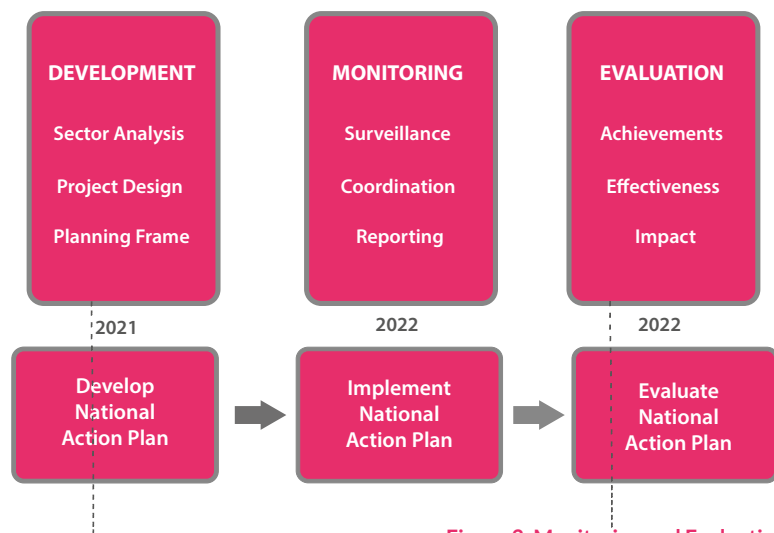 DEVELOPMENT
Sector Analysis
Project Design
Planning Frame
MONITORING
Surveillance
Coordination
Reporting
EVALUATION
Achievements
Effectiveness
Impact
2021
2022
2022
Develop
National
Action Plan
Implement
National
Action Plan
Evaluate
National
Action Plan